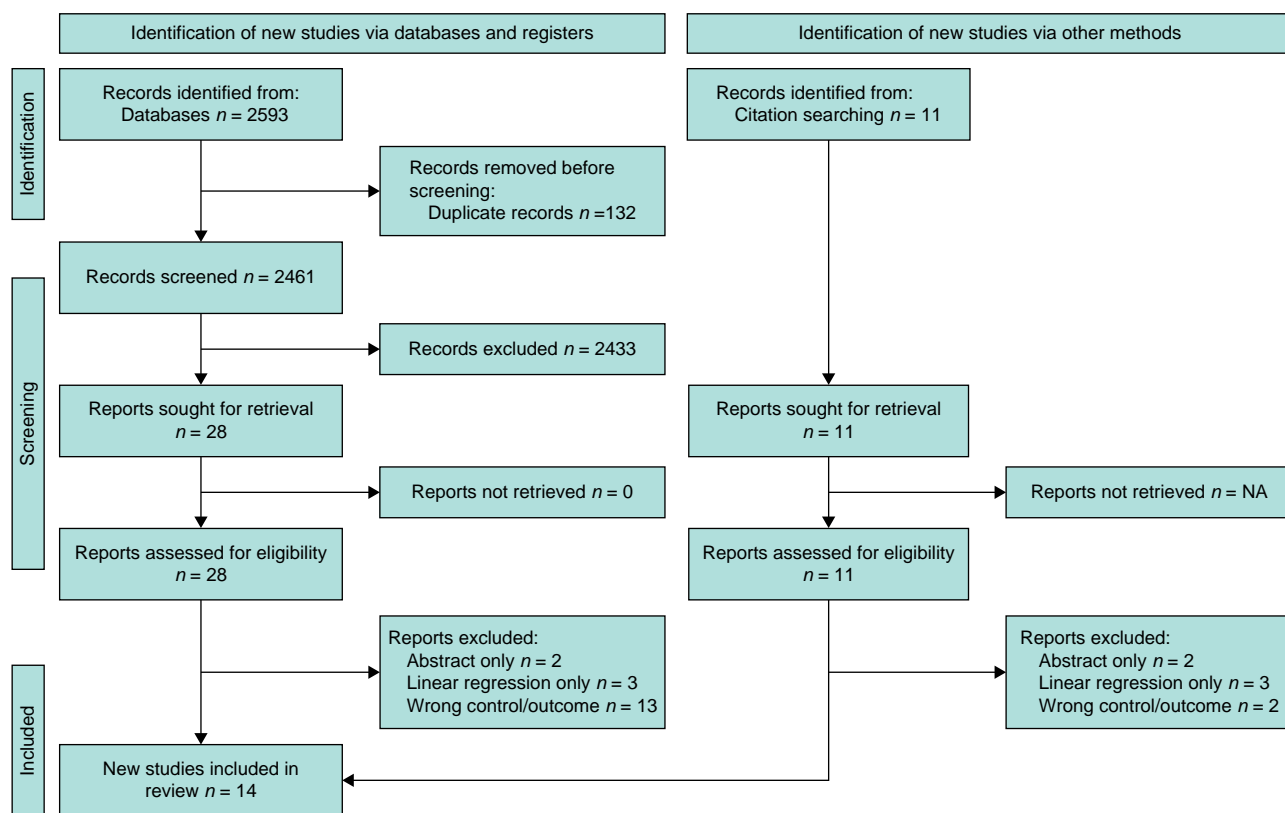 Identification of new studies via databases and registers
Identification of new studies via other methods
Identification
Records identified from:
Databases n = 2593
Records identified from:
Citation searching n = 11
Records removed before
screening:
Duplicate records n =132
Screening
Records screened n = 2461
Records excluded n = 2433
Reports sought for retrieval
n = 28
Reports sought for retrieval
n = 11
Reports not retrieved n = 0
Reports not retrieved n = NA
Reports assessed for eligibility
n = 28
Reports assessed for eligibility
n = 11
Reports excluded:
Abstract only n = 2
Linear regression only n = 3
Wrong control/outcome n = 13
Reports excluded:
Abstract only n = 2
Linear regression only n = 3
Wrong control/outcome n = 2
Included
New studies included in
review n = 14